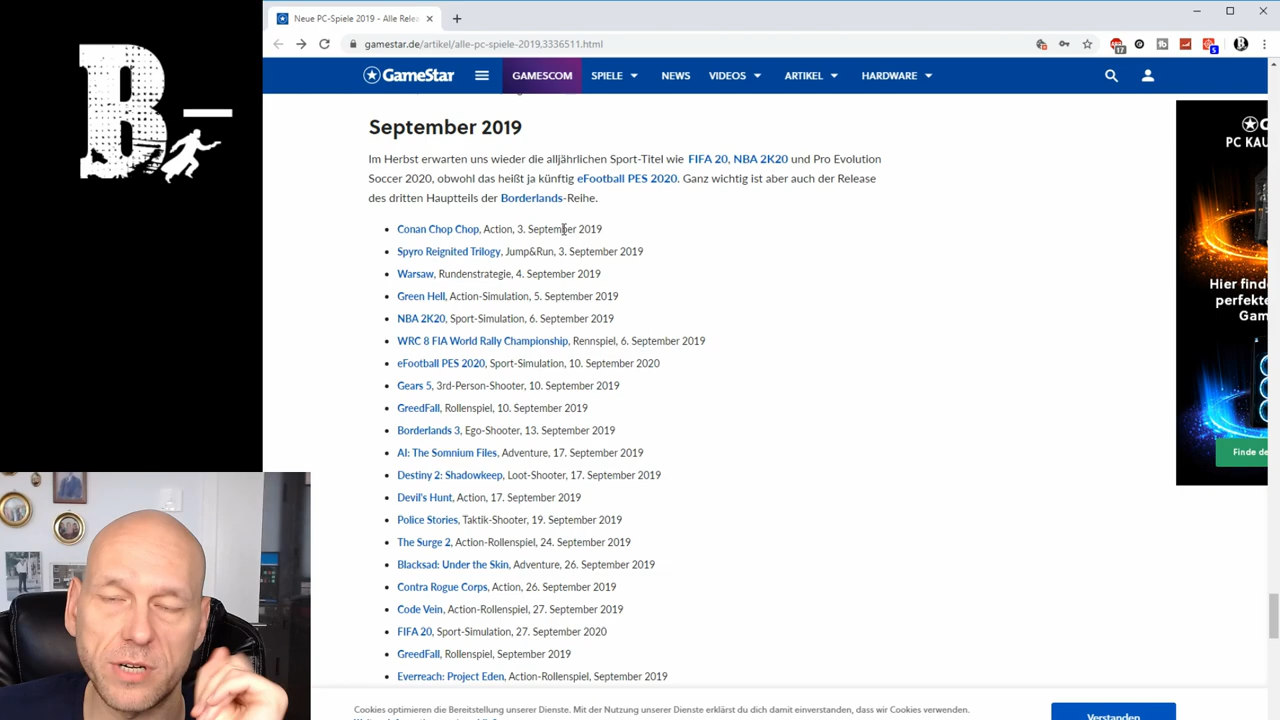 B-
Neue PC-Spiele 2019 - Alle Relea
gamestar.de/artikel/alle-pc-spiele-2019,3336511.html
17
5
GameStar GAMESCOM SPIELE NEWS VIDEOS ARTIKEL HARDWARE
September 2019
Im Herbst erwarten uns wieder die alljährlichen Sport-Titel wie FIFA 20, NBA 2K20 und Pro Evolution
Soccer 2020, obwohl das heißt ja künftig eFootball PES 2020. Ganz wichtig ist aber auch der Release
des dritten Hauptteils der Borderlands-Reihe.
Conan Chop Chop, Action, 3. September 2019
Spyro Reignited Trilogy, Jump&Run, 3. September 2019
Warsaw, Rundenstrategie, 4. September 2019
Green Hell, Action-Simulation, 5. September 2019
NBA 2K20, Sport-Simulation, 6. September 2019
WRC 8 FIA World Rally Championship, Rennspiel, 6. September 2019
eFootball PES 2020, Sport-Simulation, 10. September 2020
Gears 5, 3rd-Person-Shooter, 10. September 2019
GreedFall, Rollenspiel, 10. September 2019
Borderlands 3, Ego-Shooter, 13. September 2019
AI: The Somnium Files, Adventure, 17. September 2019
Destiny 2: Shadowkeep, Loot-Shooter, 17. September 2019
Devil's Hunt, Action, 17. September 2019
Police Stories, Taktik-Shooter, 19. September 2019
The Surge 2, Action-Rollenspiel, 24. September 2019
Blacksad: Under the Skin, Adventure, 26. September 2019
Contra Rogue Corps, Action, 26. September 2019
Code Vein, Action-Rollenspiel, 27. September 2019
FIFA 20, Sport-Simulation, 27. September 2020
GreedFall, Rollenspiel, September 2019
Everreach: Project Eden, Action-Rollenspiel, September 2019
PC KAU
Hier find
perfekte
Gam
Finde de
Cookies optimieren die Bereitstellung unserer Dienste. Mit der Nutzung unserer Dienste erklärst du dich damit einverstanden, dass wir Cookies verwenden.
Verstanden